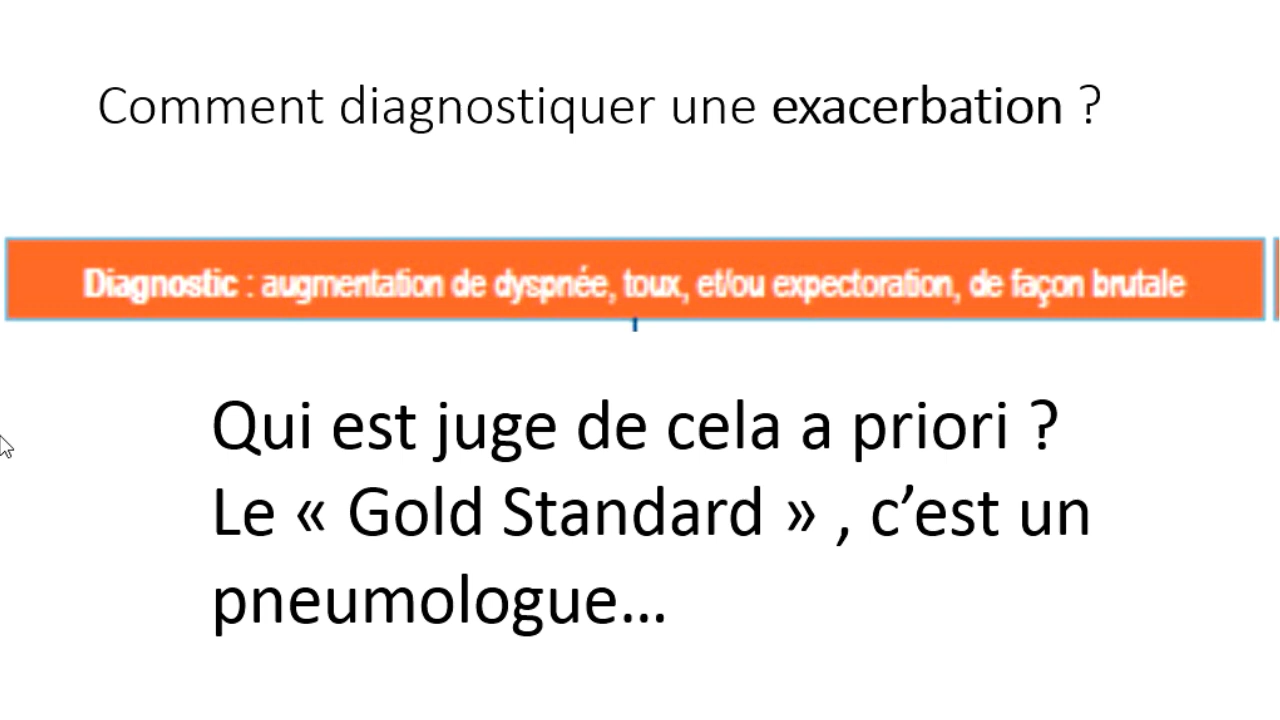 Comment diagnostiquer une exacerbation ?
Diagnostic : augmentation de dyspnée, toux, et/ou expectoration, de façon brutale
Qui est juge de cela a priori ?
Le « Gold Standard » , c’est un
pneumologue...